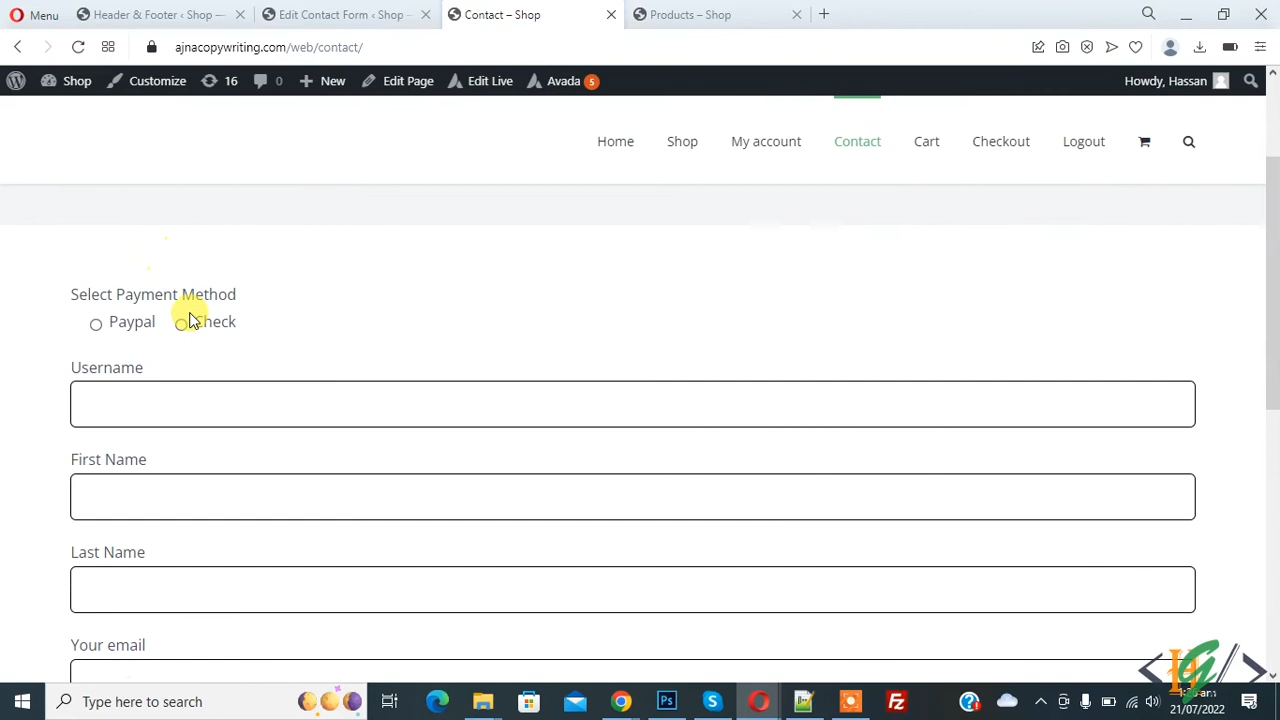 Menu
Header & Footer ‹ Shop —
Edit Contact Form ‹ Shop —
Contact – Shop
Products – Shop
ajnacopywriting.com/web/contact/
Shop
Customize
16
0
New
Edit Page
Edit Live
Avada
5
Howdy, Hassan
Home
Shop
My account
Contact
Cart
Checkout
Logout
Select Payment Method
Paypal
Check
Username
First Name
Last Name
Your email
Type here to search
21/07/2022